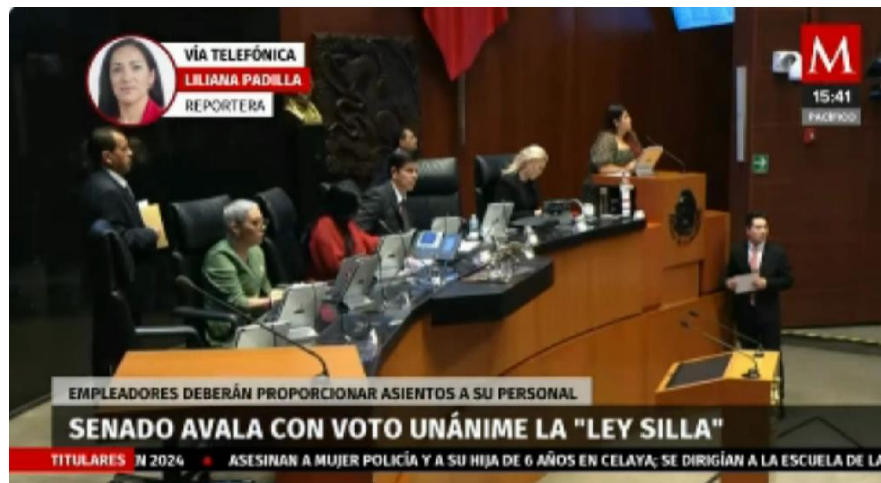 VÍA TELEFÓNICA
LILIANA PADILLA
REPORTERA
M
15:41
PACÍFICO
EMPLEADORES DEBERÁN PROPORCIONAR ASIENTOS A SU PERSONAL
SENADO AVALA CON VOTO UNÁNIME LA "LEY SILLA"
TITULARES N 2024 • ASESINAN A MUJER POLICÍA Y A SU HIJA DE 6 AÑOS EN CELAYA; SE DIRIGÍAN A LA ESCUELA DE LA